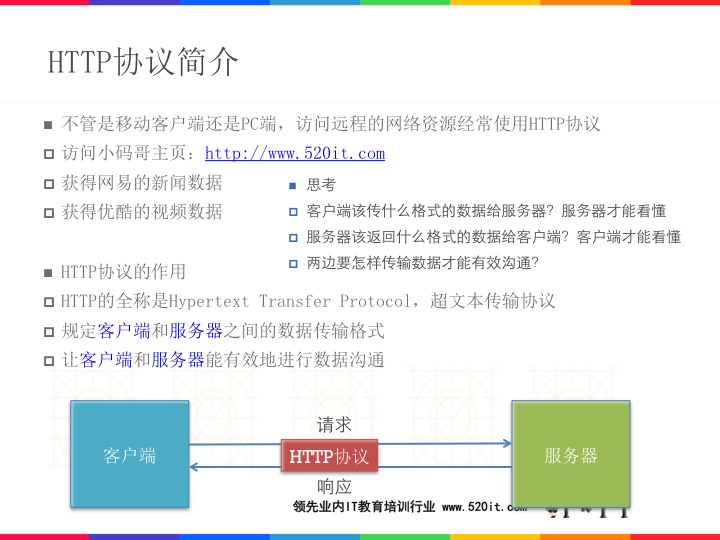 HTTP协议简介
不管是移动客户端还是PC端，访问远程的网络资源经常使用HTTP协议
访问小码哥主页：http://www.520it.com
获得网易的新闻数据
获得优酷的视频数据
思考
客户端该传什么格式的数据给服务器？服务器才能看懂
服务器该返回什么格式的数据给客户端？客户端才能看懂
两边要怎样传输数据才能有效沟通？
HTTP协议的作用
HTTP的全称是Hypertext Transfer Protocol，超文本传输协议
规定客户端和服务器之间的数据传输格式
让客户端和服务器能有效地进行数据沟通
请求
客户端
HTTP协议
服务器
响应
领先业内IT教育培训行业 www.520it.com